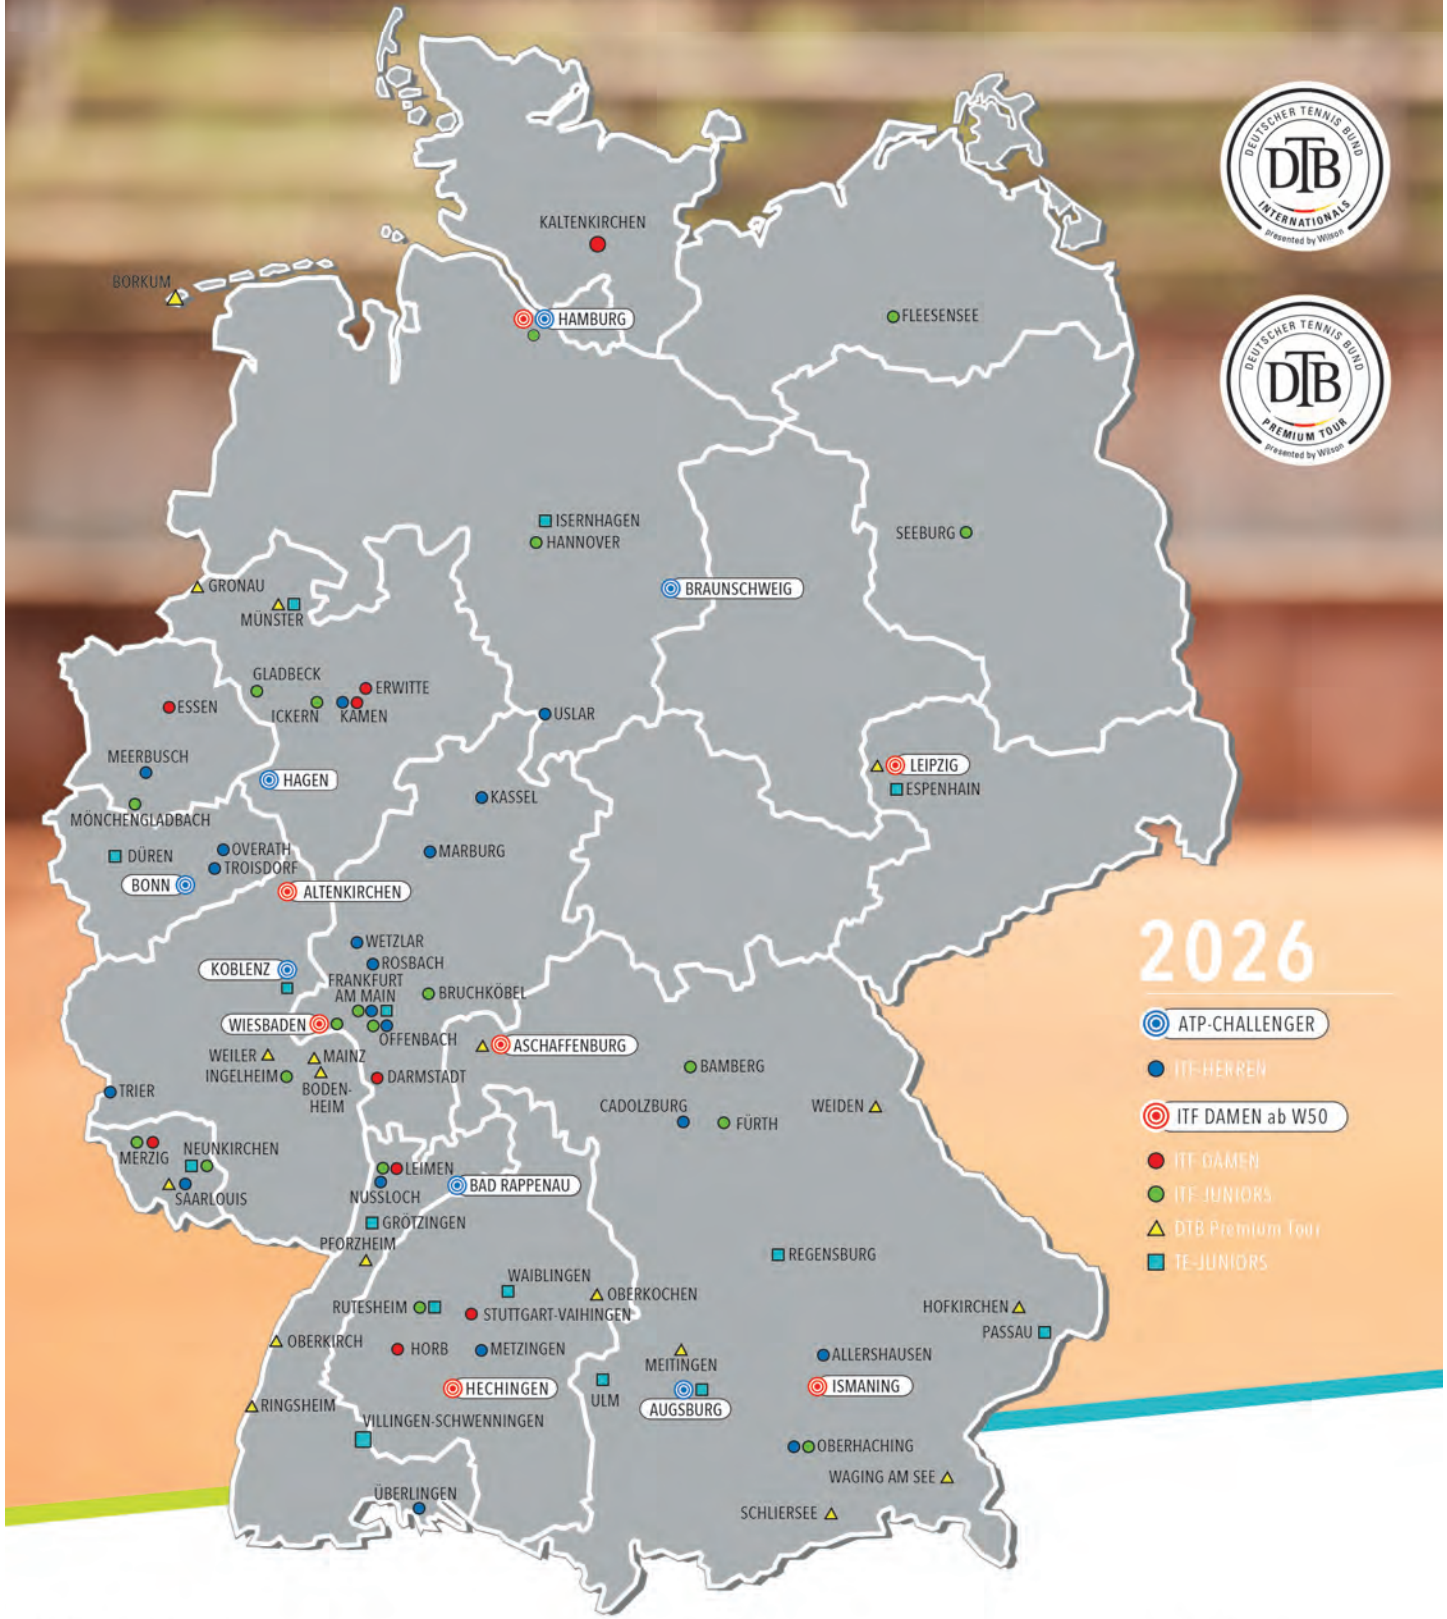 KALTENKIRCHEN
BORKUM
HAMBURG
FLEESENSEE
DEUTSCHER TENNIS BUND
DTB
INTERNATIONALS
presented by Wilson
DEUTSCHER TENNIS BUND
DTB
PREMIUM TOUR
presented by Wilson
ISERNHAGEN
HANNOVER
SEEBURG
BRAUNSCHWEIG
GRONAU
MÜNSTER
GLADBECK
ERWITTE
ESSEN
ICKERN
KAMEN
USLAR
MEERBUSCH
HAGEN
LEIPZIG
ESPENHAIN
KASSEL
MÖNCHENGLADBACH
OVERATH
MARBURG
DÜREN
TROISDORF
BONN
ALTENKIRCHEN
WETZLAR
KOBLENZ
ROSBACH
FRANKFURT
AM MAIN
BRUCHKÖBEL
WIESBADEN
OFFENBACH
ASCHAFFENBURG
WEILER
MAINZ
INGELHEIM
BODEN-
HEIM
DARMSTADT
BAMBERG
TRIER
CADOLZBURG
FÜRTH
WEIDEN
MERZIG
NEUNKIRCHEN
LEIMEN
SAARLOUIS
NUSSLOCH
BAD RAPPENAU
GRÖTZINGEN
PFORZHEIM
REGENSBURG
WAIBLINGEN
OBERKOCHEN
RUTESHEIM
STUTTGART-VAIHINGEN
HOFKIRCHEN
PASSAU
OBERKIRCH
HORB
METZINGEN
MEITINGEN
ALLERSHAUSEN
HECHINGEN
ULM
ISMANING
RINGSHEIM
AUGSBURG
VILLINGEN-SCHWENNINGEN
OBERHACHING
WAGING AM SEE
ÜBERLINGEN
SCHLIERSEE
2026
ATP-CHALLENGER
ITF-HERREN
ITF DAMEN ab W50
ITF-DAMEN
ITF-JUNIORS
DTB Premium Tour
TE-JUNIORS